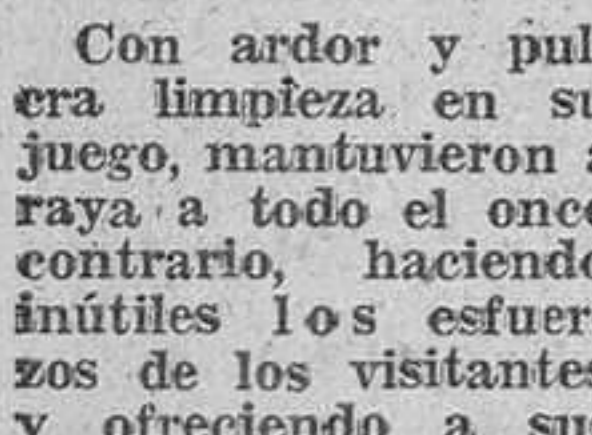 Con ardor y pul
cra limpieza en su
juego, mantuvieron a
raya a todo el once
contrario, haciendo
inútiles los esfuer
zos de los visitantes
y ofreciendo a sus